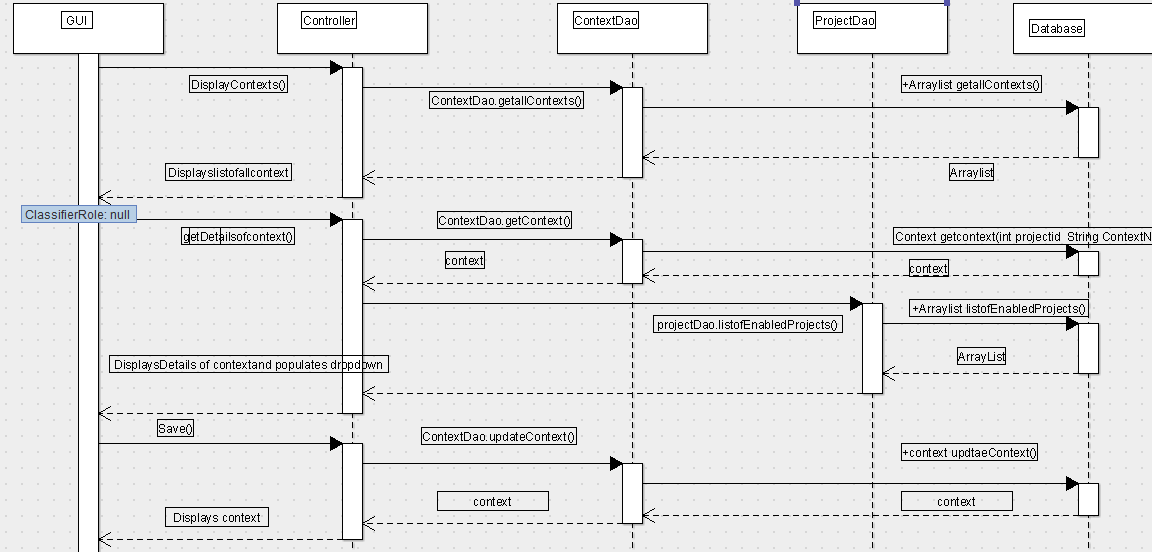 GUI
Controller
ContextDao
ProjectDao
Database
DisplayContexts()
ContextDao.getallContexts()
+Arraylist getallContexts()
Displayslistofallcontext
Arraylist
ClassifierRole: null
getDetailsofcontext()
ContextDao.getContext()
Context getcontext(int projectid String ContextN
context
context
+Arraylist listofEnabledProjects()
projectDao.listofEnabledProjects()
DisplaysDetails of contextand populates dropdown
ArrayList
Save()
ContextDao.updateContext()
+context updtaeContext()
context
context
Displays context